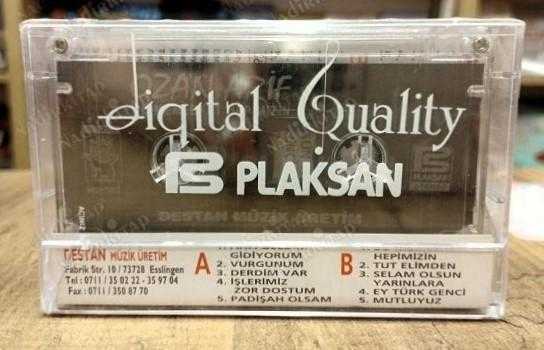 OZAN ARİF
Digital Quality
PS PLAKSAN
DESTAN MÜZİK ÜRETİM
DESTAN MÜZİK ÜRETİM
Fabrik Str. 10 / 73728 Esslingen
Tel : 0711 / 35 02 22 - 35 97 04
Fax : 0711 / 350 87 70
A
GİDİYORUM
2. VURGUNUM
3. DERDİM VAR
4. İŞLERİMİZ
ZOR DOSTUM
5. PADİŞAH OLSAM
B
HEPİMİZİN
2. TUT ELİMDEN
3. SELAM OLSUN
YARINLARA
4. EY TÜRK GENCİ
5. MUTLUYUZ